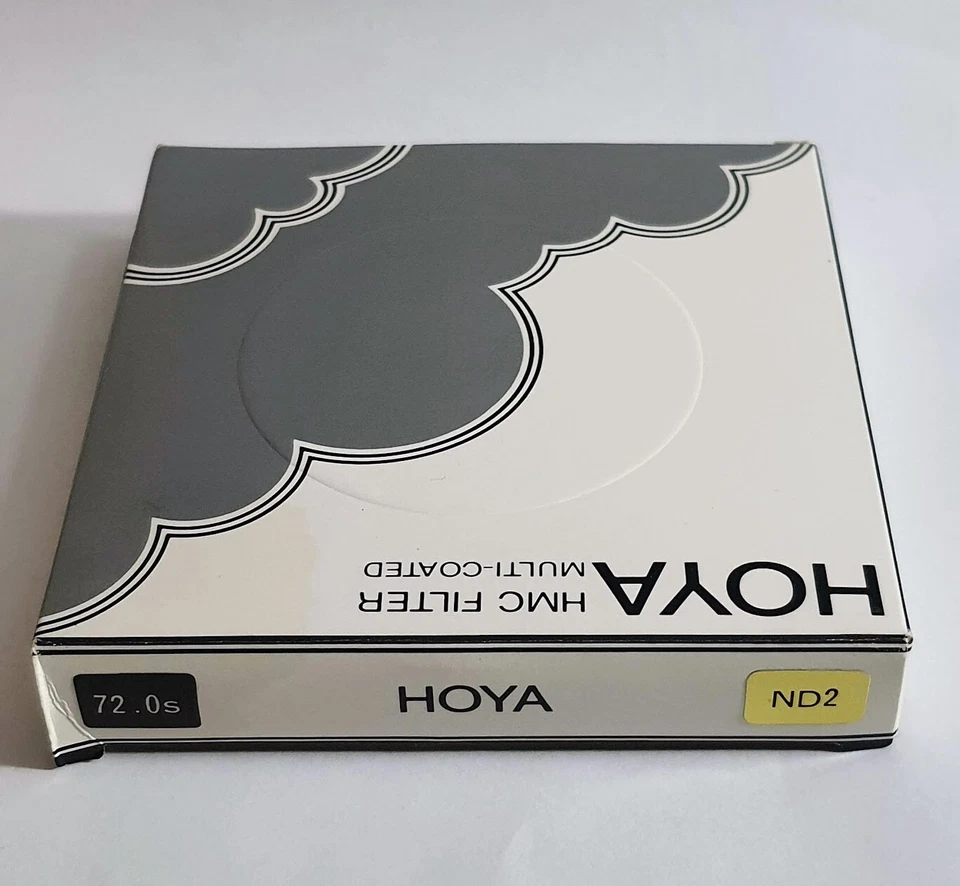 HOYA
HMC FILTER
MULTI-COATED
72.0s
HOYA
ND2